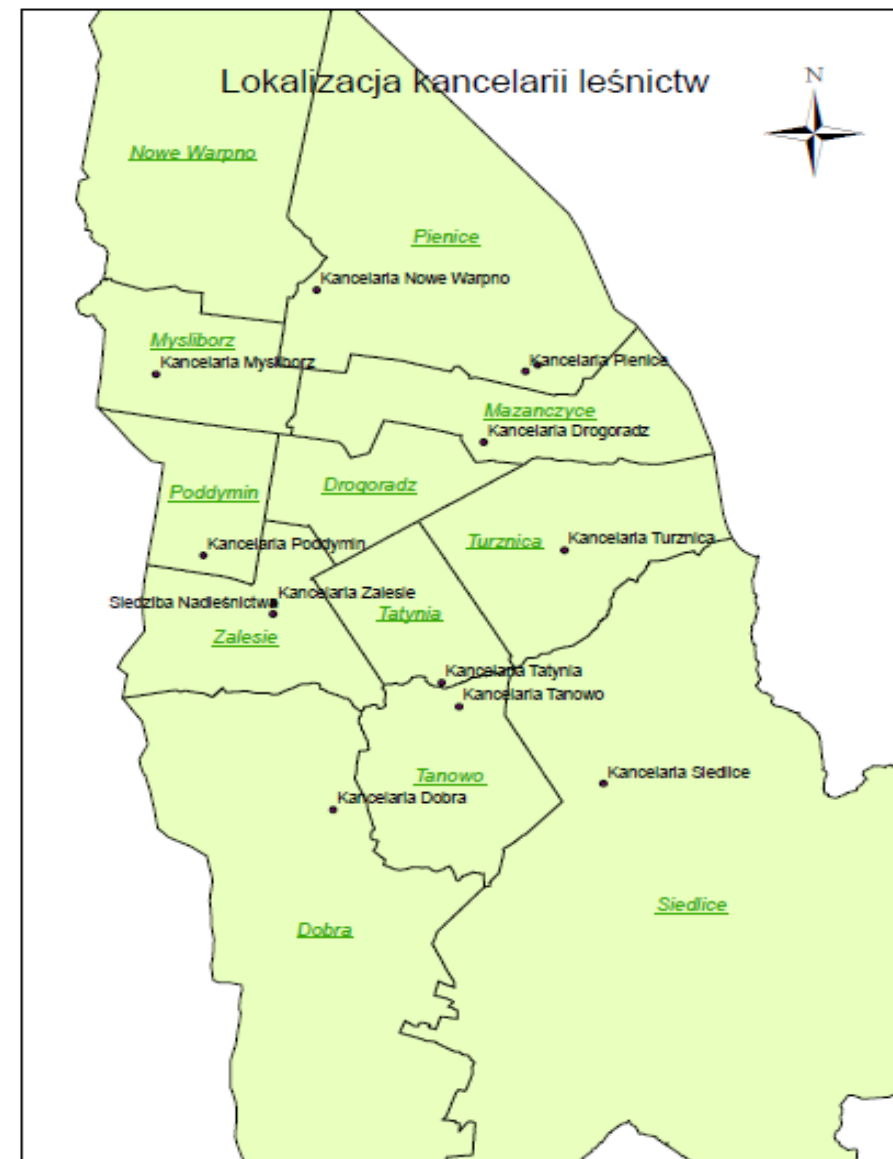 Lokalizacja kancelarii leśnictw
N
Nowe Warpno
Pienice
Kancelaria Nowe Warpno
Mysliborz
Kancelaria Mysliborz
Kancelaria Pienice
Mazanczyce
Kancelaria Drogoradz
Poddymin
Drogoradz
Kancelaria Poddymin
Turznica
Kancelaria Turznica
Siedziba Nadleśnictwa
Kancelaria Zalesie
Zalesie
Tatynia
Kancelaria Tatynia
Kancelaria Tanowo
Tanowo
Kancelaria Dobra
Kancelaria Siedlice
Siedlice
Dobra